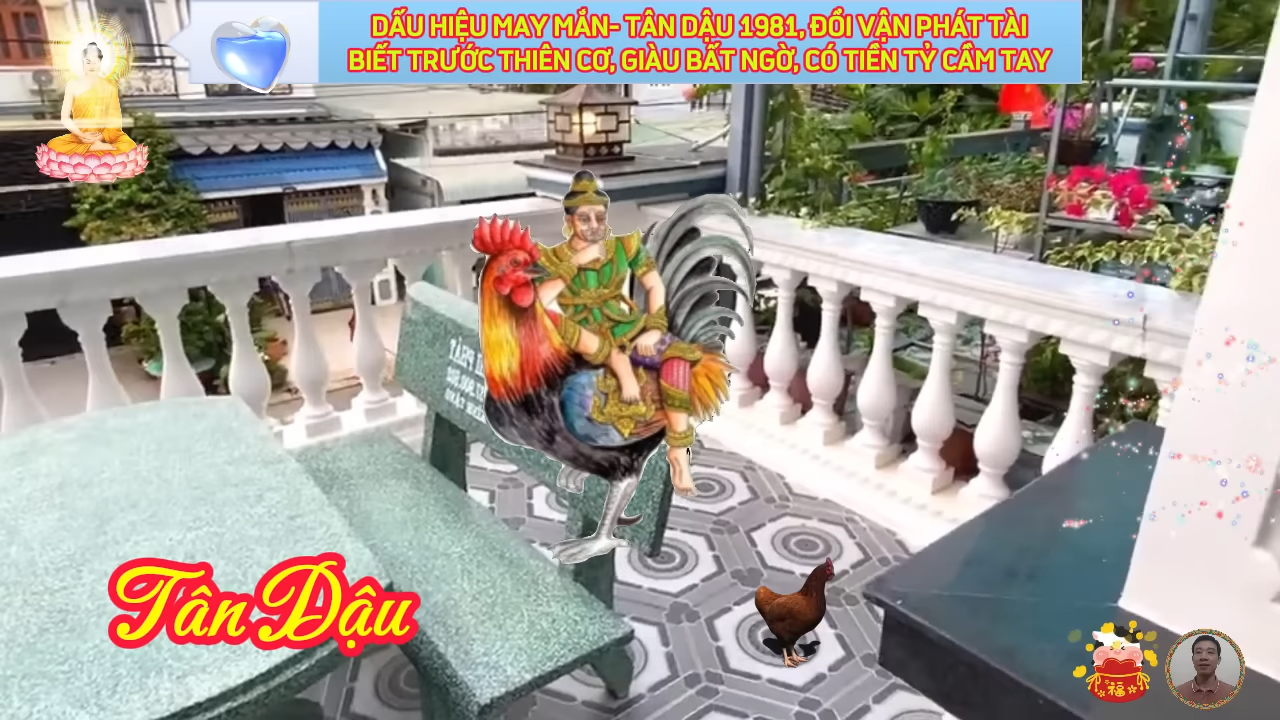 DẤU HIỆU MAY MẮN- TÂN DẬU 1981, ĐỔI VẬN PHÁT TÀI
BIẾT TRƯỚC THIÊN CƠ, GIÀU BẤT NGỜ, CÓ TIỀN TỶ CẦM TAY
Tân Dậu
福